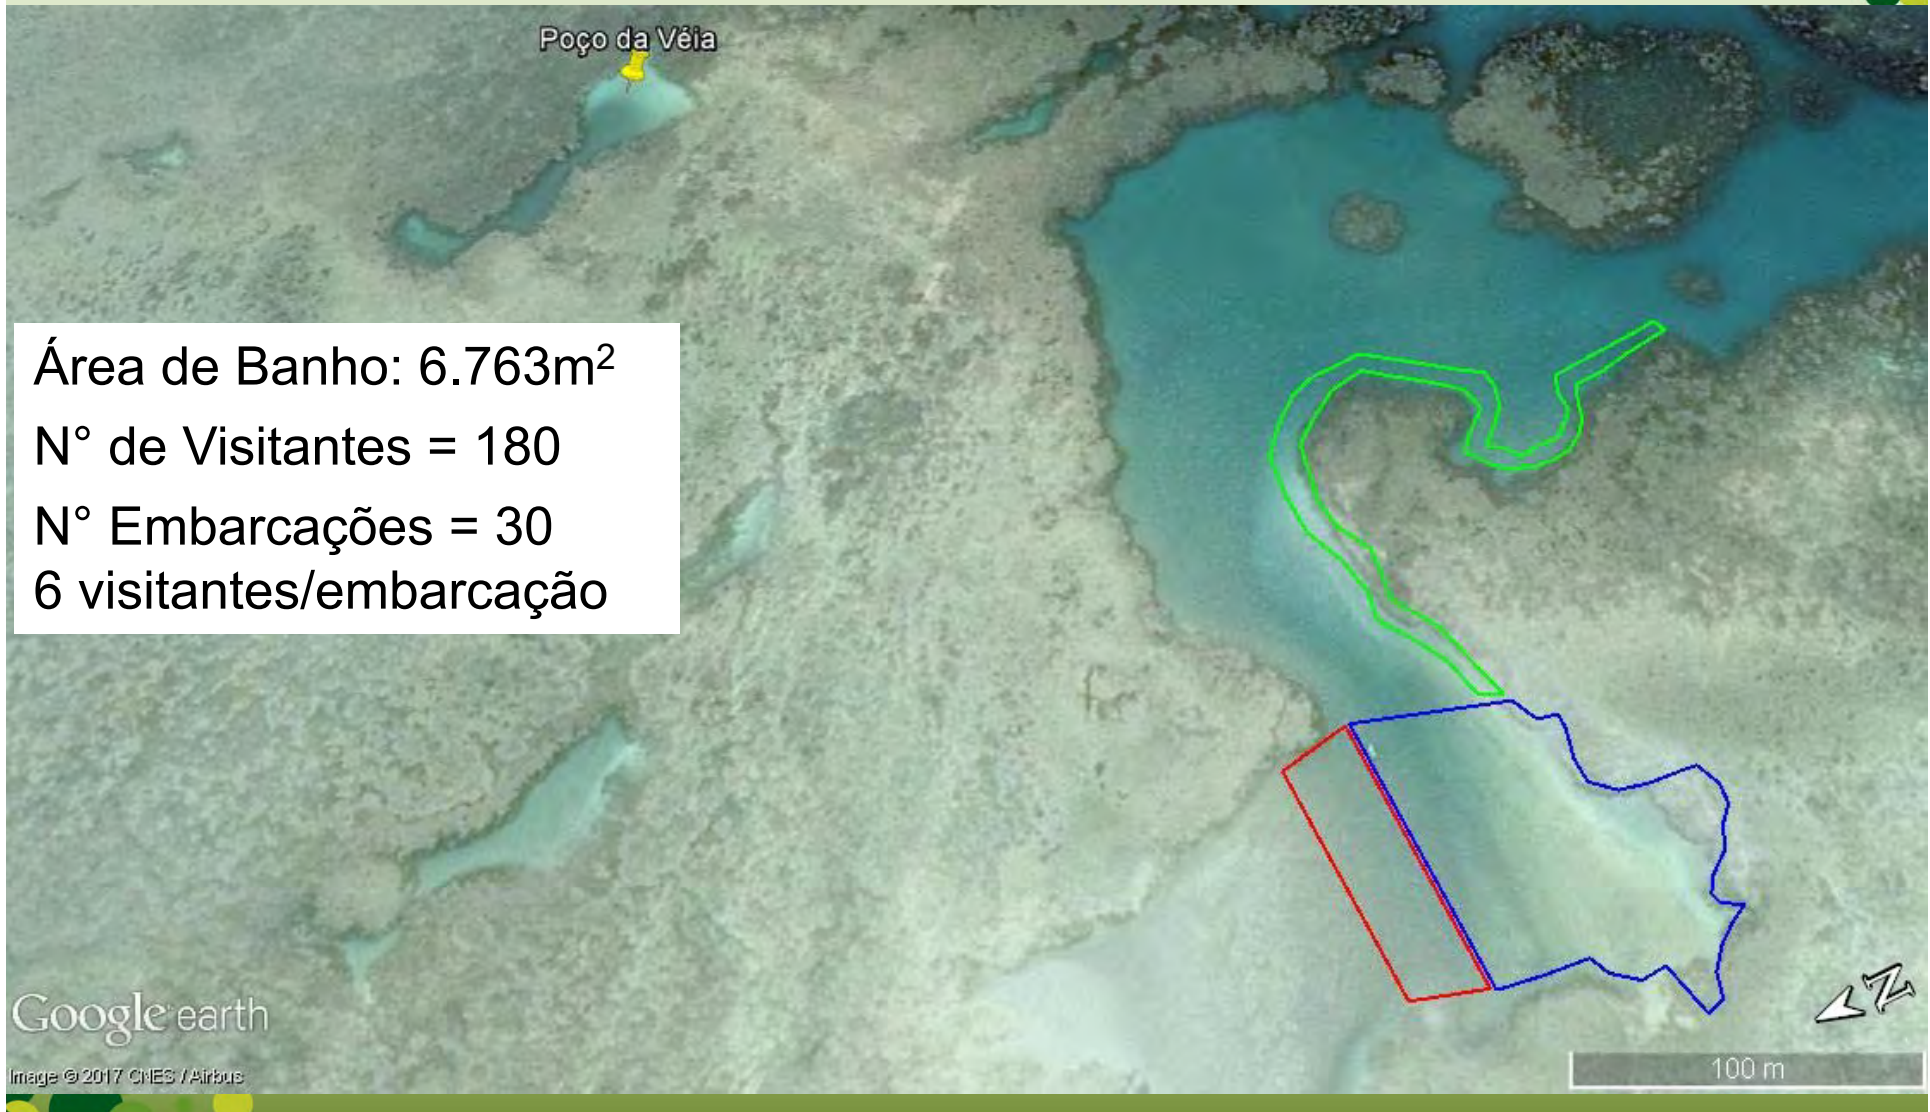 Poço da Véia
Área de Banho: 6.763m²
N° de Visitantes = 180
N° Embarcações = 30
6 visitantes/embarcação
N
Google earth
Image © 2017 CNES / Airbus
100 m